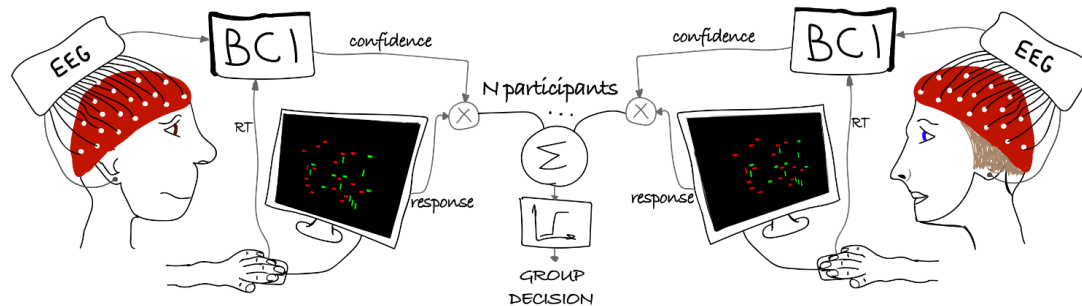 EEG
BCI
confidence
RT
response
N participants
...
Σ
GROUP
DECISION
confidence
BCI
EEG
RT
response
X
X